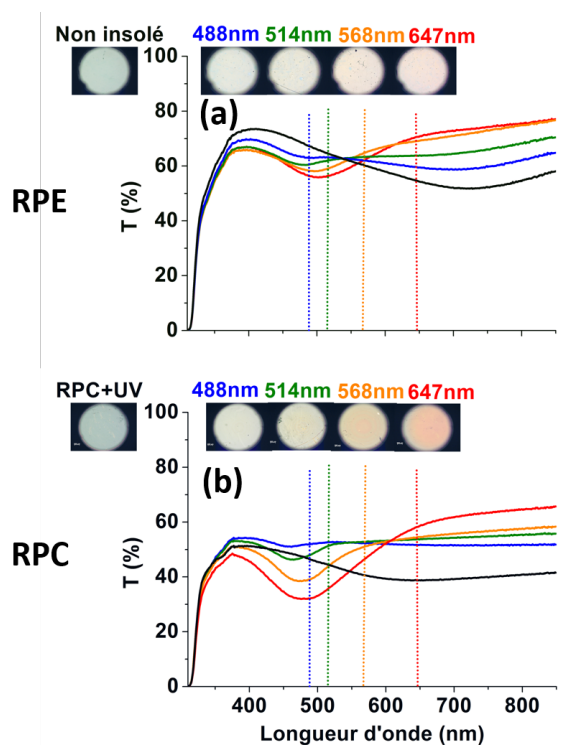 Non insolé 488nm 514nm 568nm 647nm
100
(a)
80
60
RPE
T (%)
40
20
0
RPC+UV 488nm 514nm 568nm 647nm
100
(b)
80
60
RPC
T (%)
40
20
0
400 500 600 700 800
Longueur d'onde (nm)